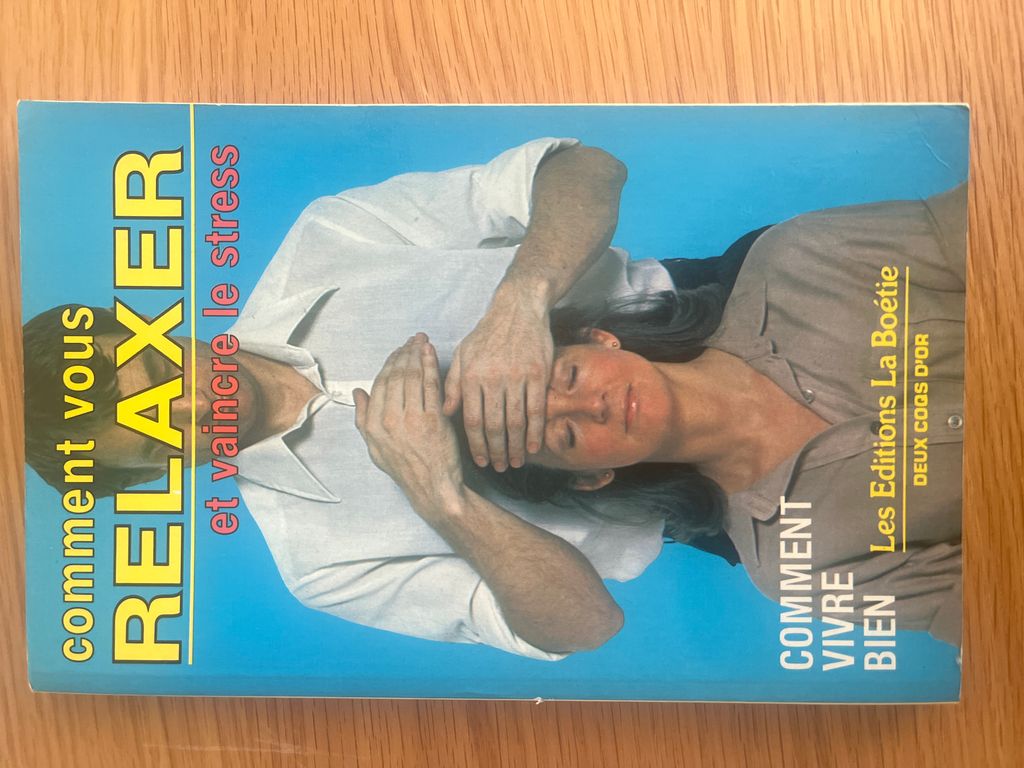 comment vous
RELAXER
et vaincre le stress
COMMENT
VIVRE
BIEN
Les Editions La Boétie
DEUX COQS D'OR